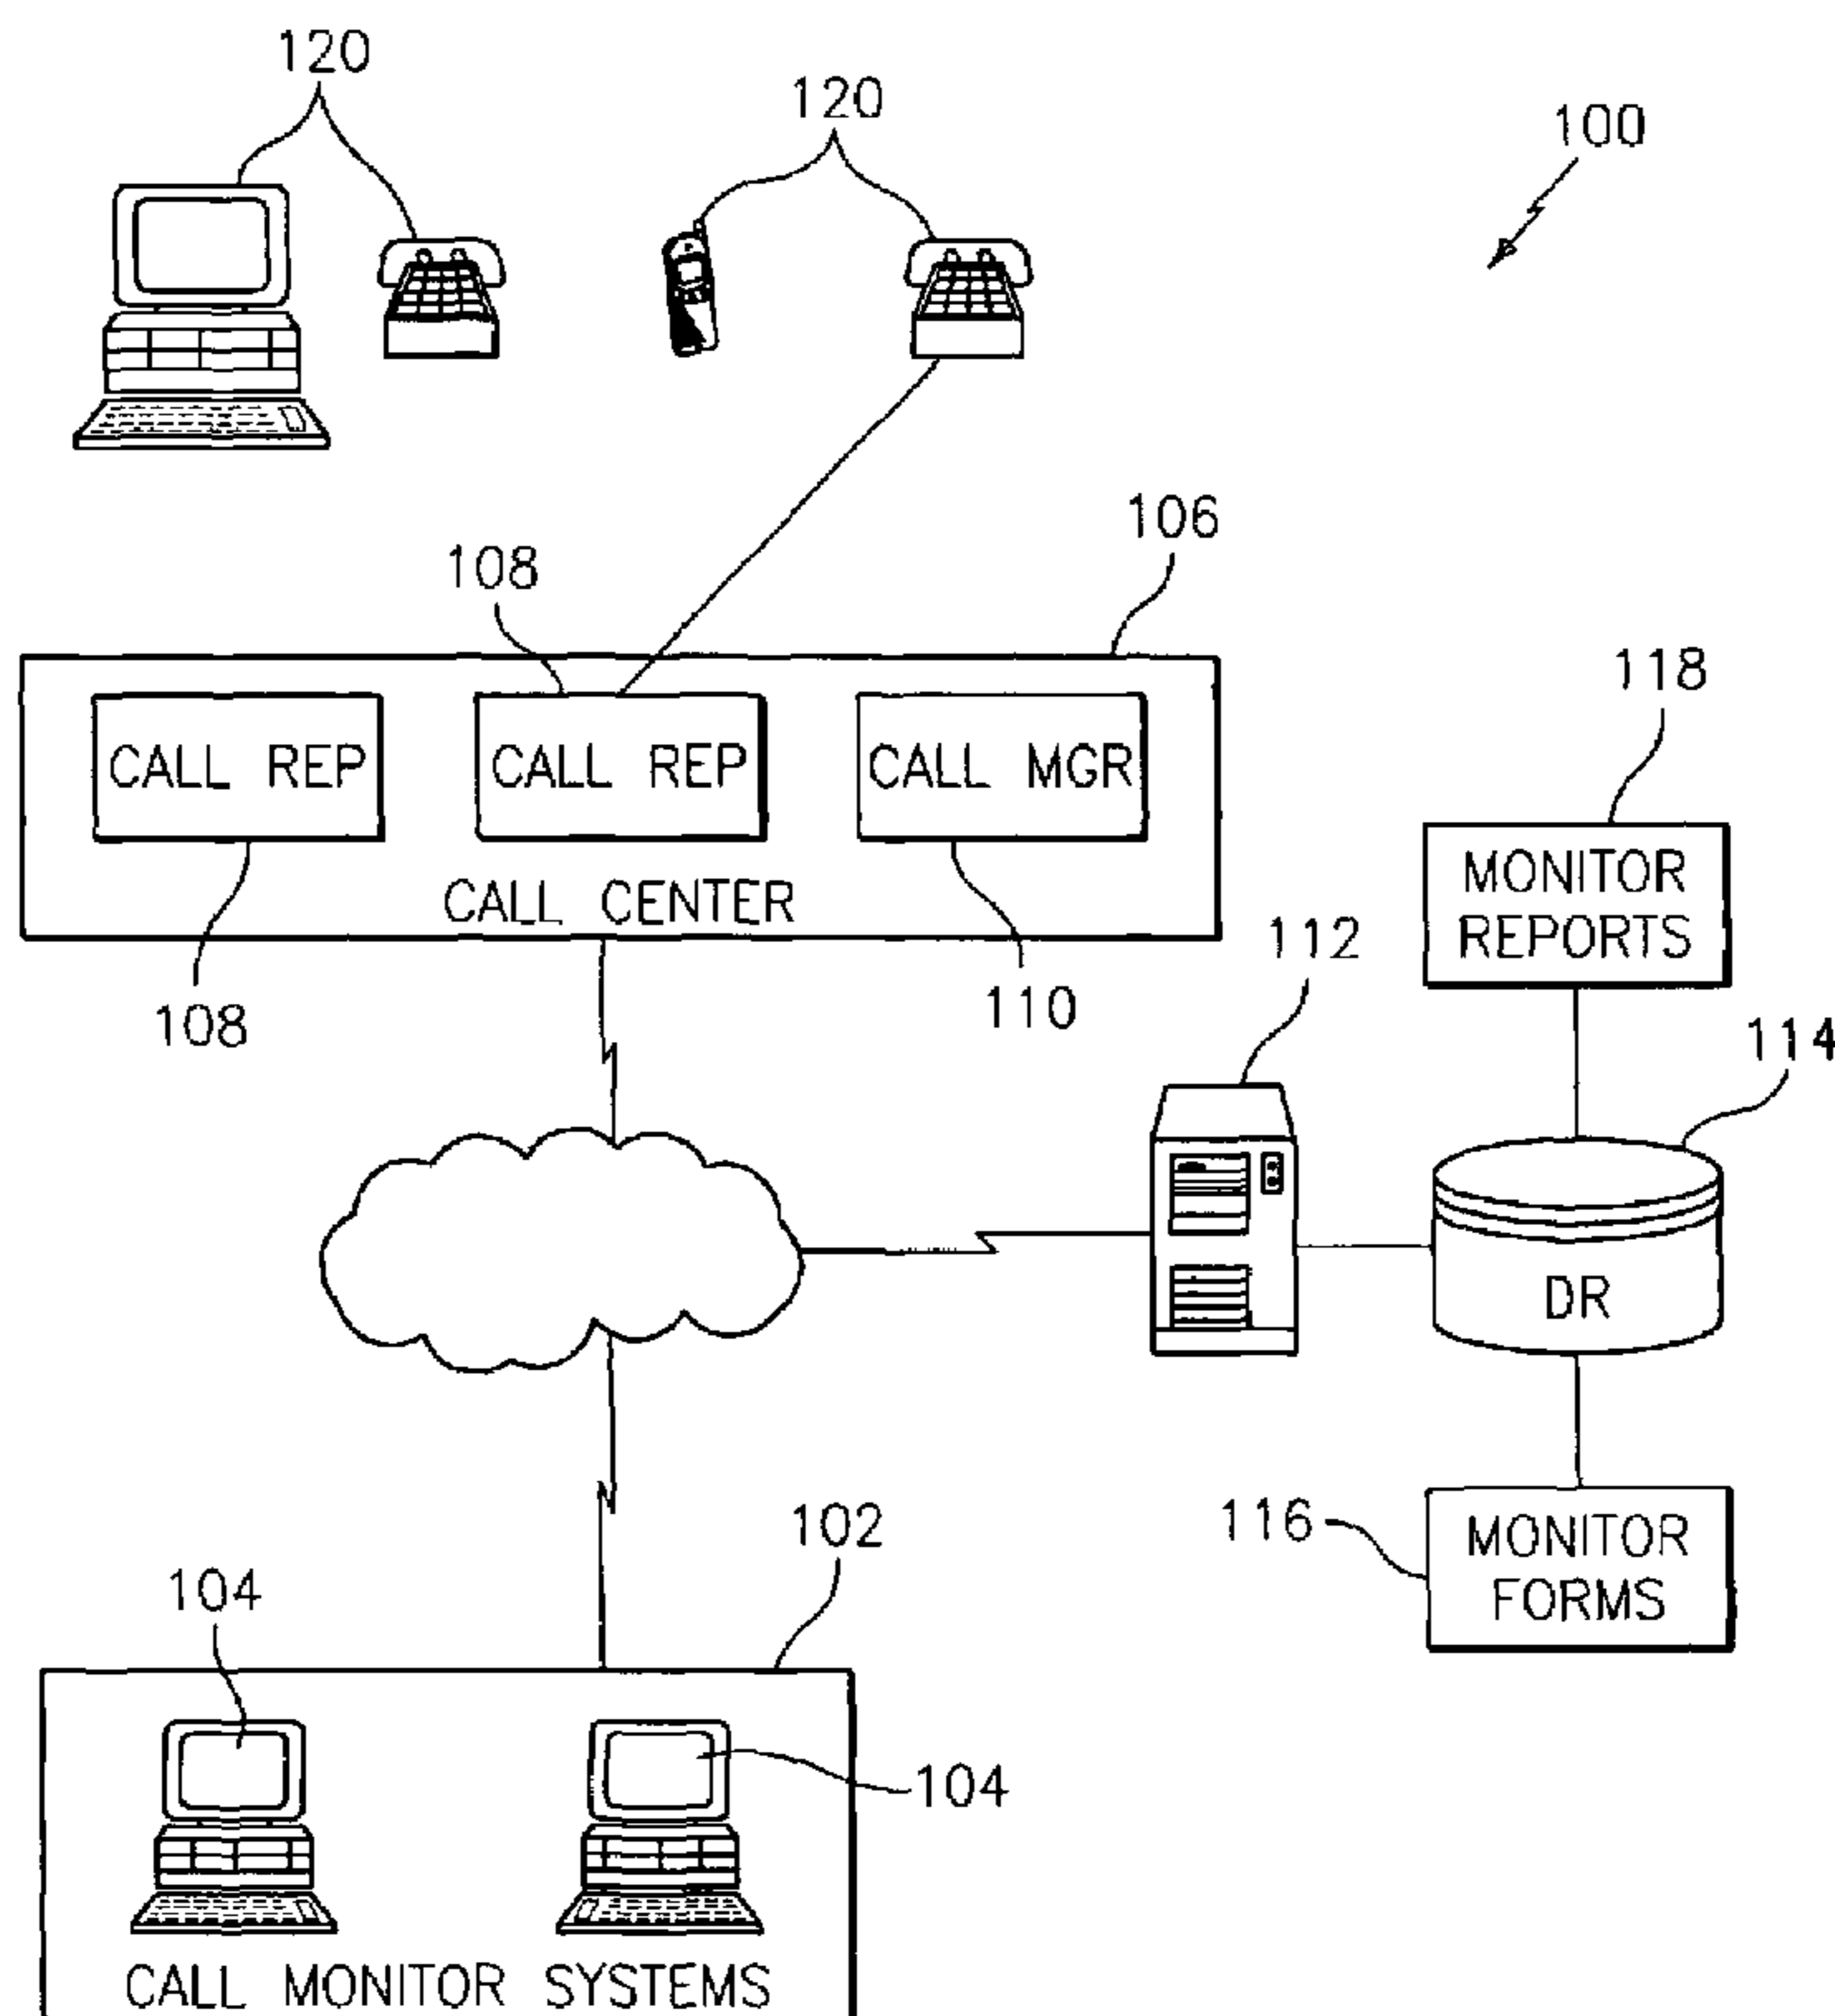 120
120
100
106
108
CALL REP
CALL REP
CALL MGR
CALL CENTER
108
110
118
MONITOR
REPORTS
112
114
DR
116
MONITOR
FORMS
102
104
104
CALL MONITOR SYSTEMS